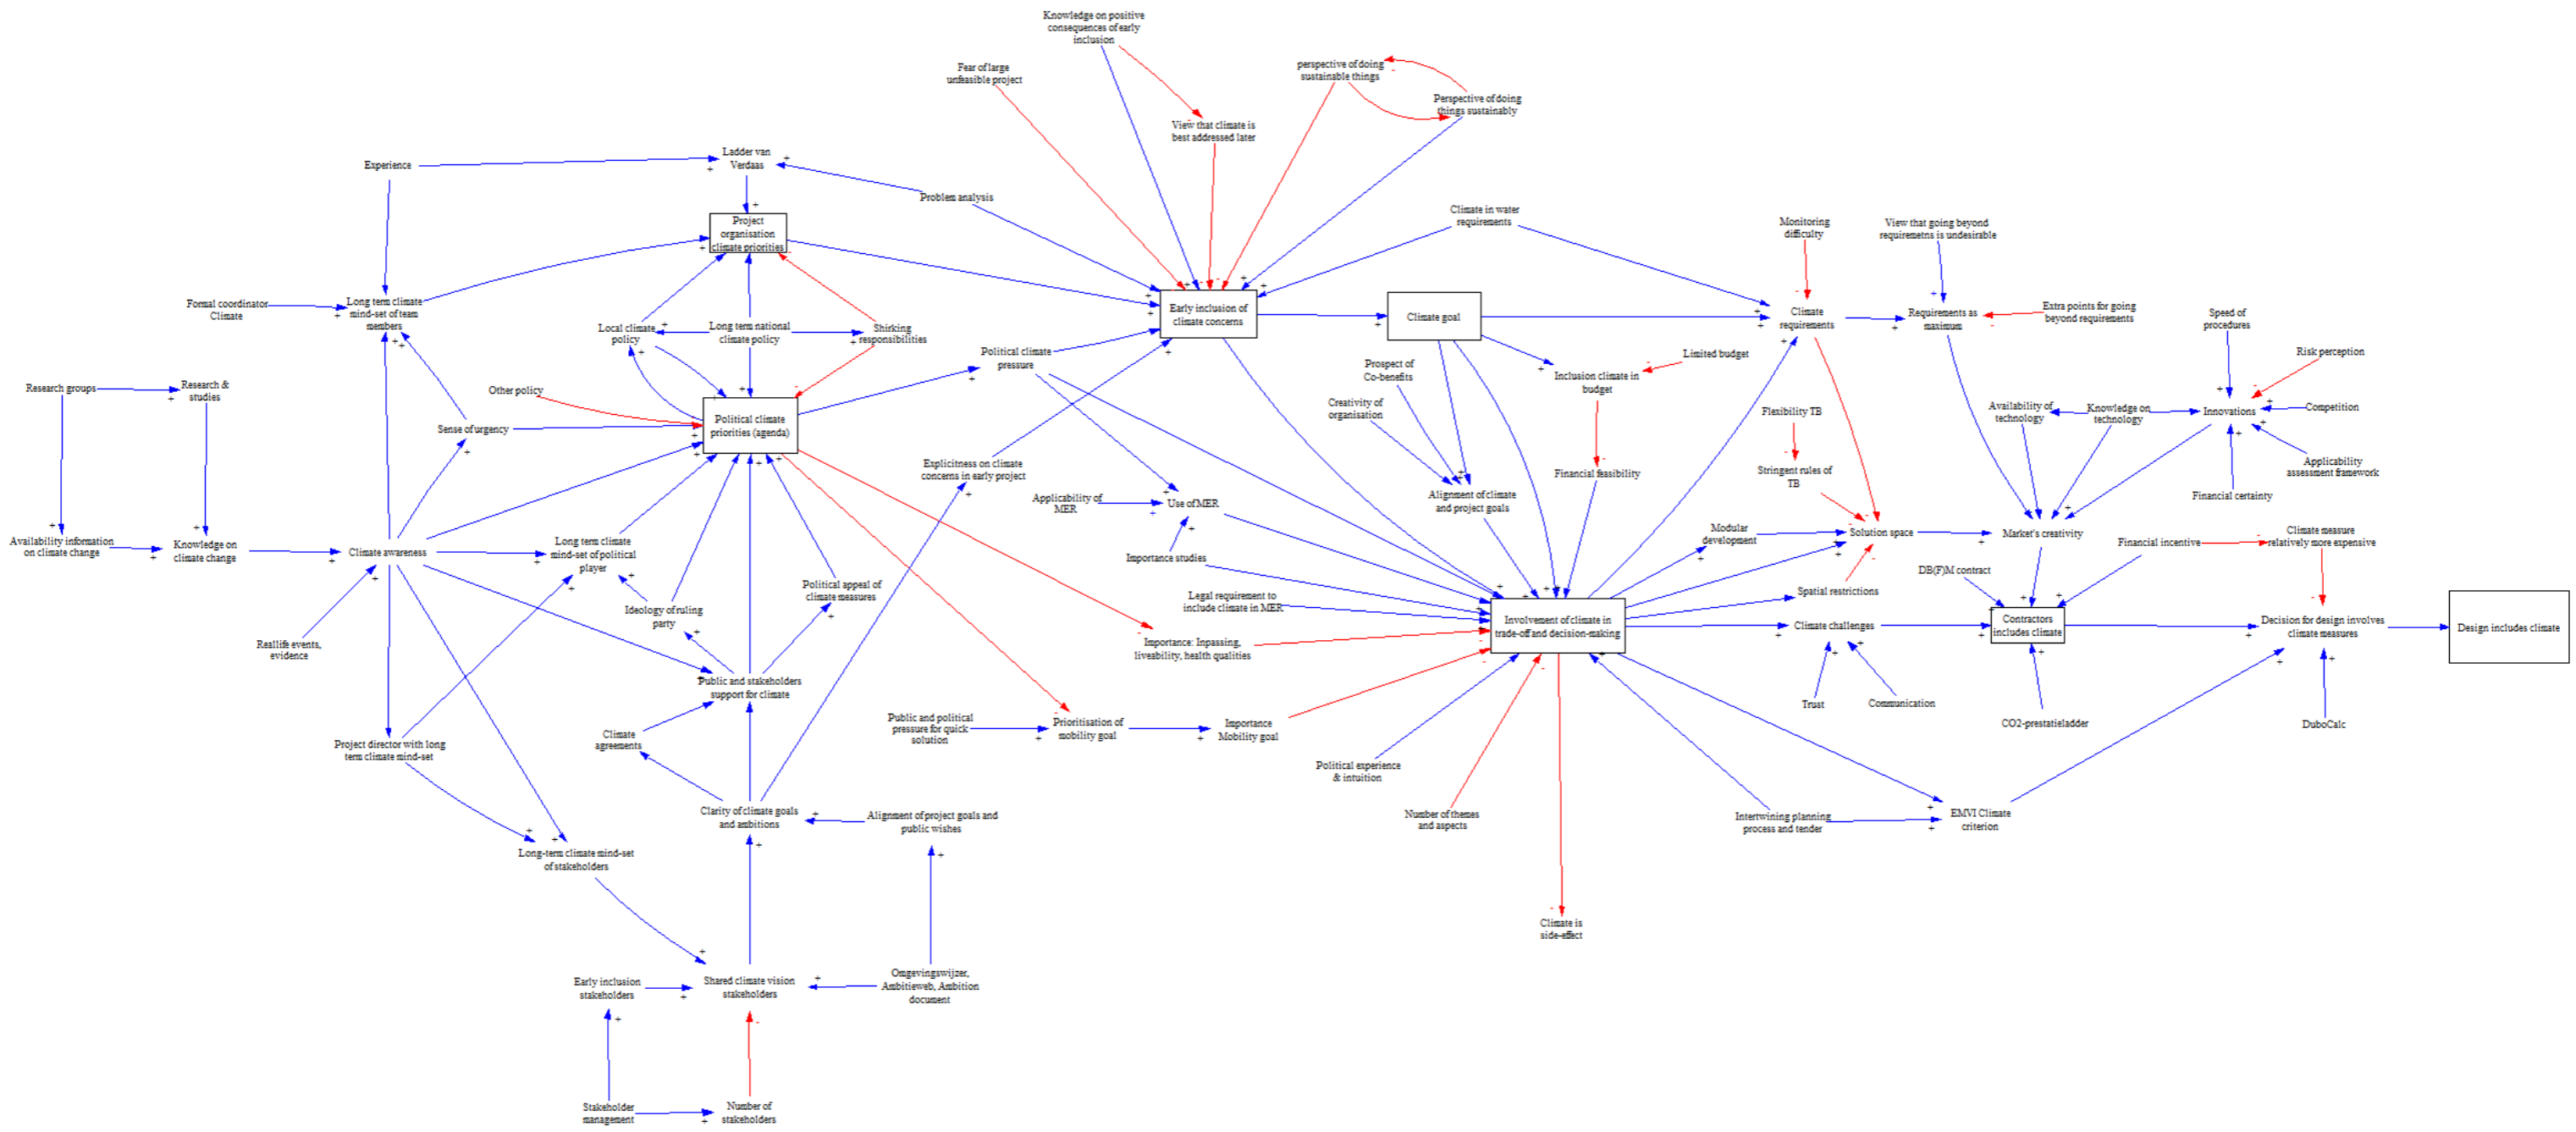 Knowledge on positive
consequences of early
inclusion
Fear of large
unfeasible project
perspective of doing
sustainable things
Perspective of doing
things sustainably
View that climate is
best addressed later
Experience
Ladder van
Verdaas
Problem analysis
Project
organisation
climate priorities
Climate in water
requirements
Monitoring
difficulty
View that going beyond
requiremetns is undesirable
Formal coordinator
Climate
Long term climate
mind-set of team
members
Local climate
policy
Long term national
climate policy
Shirking
responsibilities
Early inclusion of
climate concerns
Climate goal
Climate
requirements
Requirements as
maximum
Extra points for going
beyond requirements
Speed of
procedures
Political climate
pressure
Prospect of
Co-benefits
Inclusion climate in
budget
Limited budget
Risk perception
Research groups
Research &
studies
Other policy
Political climate
priorities (agenda)
Sense of urgency
Creativity of
organisation
Flexibility TB
Availability of
technology
Knowledge on
technology
Innovations
Competition
Explicitness on climate
concerns in early project
Financial feasibility
Stringent rules of
TB
Applicability
assessment framework
Applicability of
MER
Use of MER
Alignment of climate
and project goals
Financial certainty
Availability information
on climate change
Knowledge on
climate change
Climate awareness
Long term climate
mind-set of political
player
Importance studies
Modular
development
Solution space
Market's creativity
Financial incentive
Climate measure
relatively more expensive
Political appeal of
climate measures
Ideology of ruling
party
Legal requirement to
include climate in MER
Spatial restrictions
DB(F)M contract
Reallife events,
evidence
Importance: Inpassing,
liveability, health qualities
Involvement of climate in
trade-off and decision-making
Climate challenges
Contractors
includes climate
Decision for design involves
climate measures
Design includes climate
Public and stakeholders
support for climate
Trust
Communication
CO2-prestatieladder
DuboCalc
Project director with long
term climate mind-set
Climate
agreements
Public and political
pressure for quick
solution
Prioritisation of
mobility goal
Importance
Mobility goal
Political experience
& intuition
Clarity of climate goals
and ambitions
Alignment of project goals and
public wishes
Number of themes
and aspects
Intertwining planning
process and tender
EMVI Climate
criterion
Long-term climate mind-set
of stakeholders
Climate is
side-effect
Early inclusion
stakeholders
Shared climate vision
stakeholders
Omgevingswijzer,
Ambitieweb, Ambition
document
Stakeholder
management
Number of
stakeholders